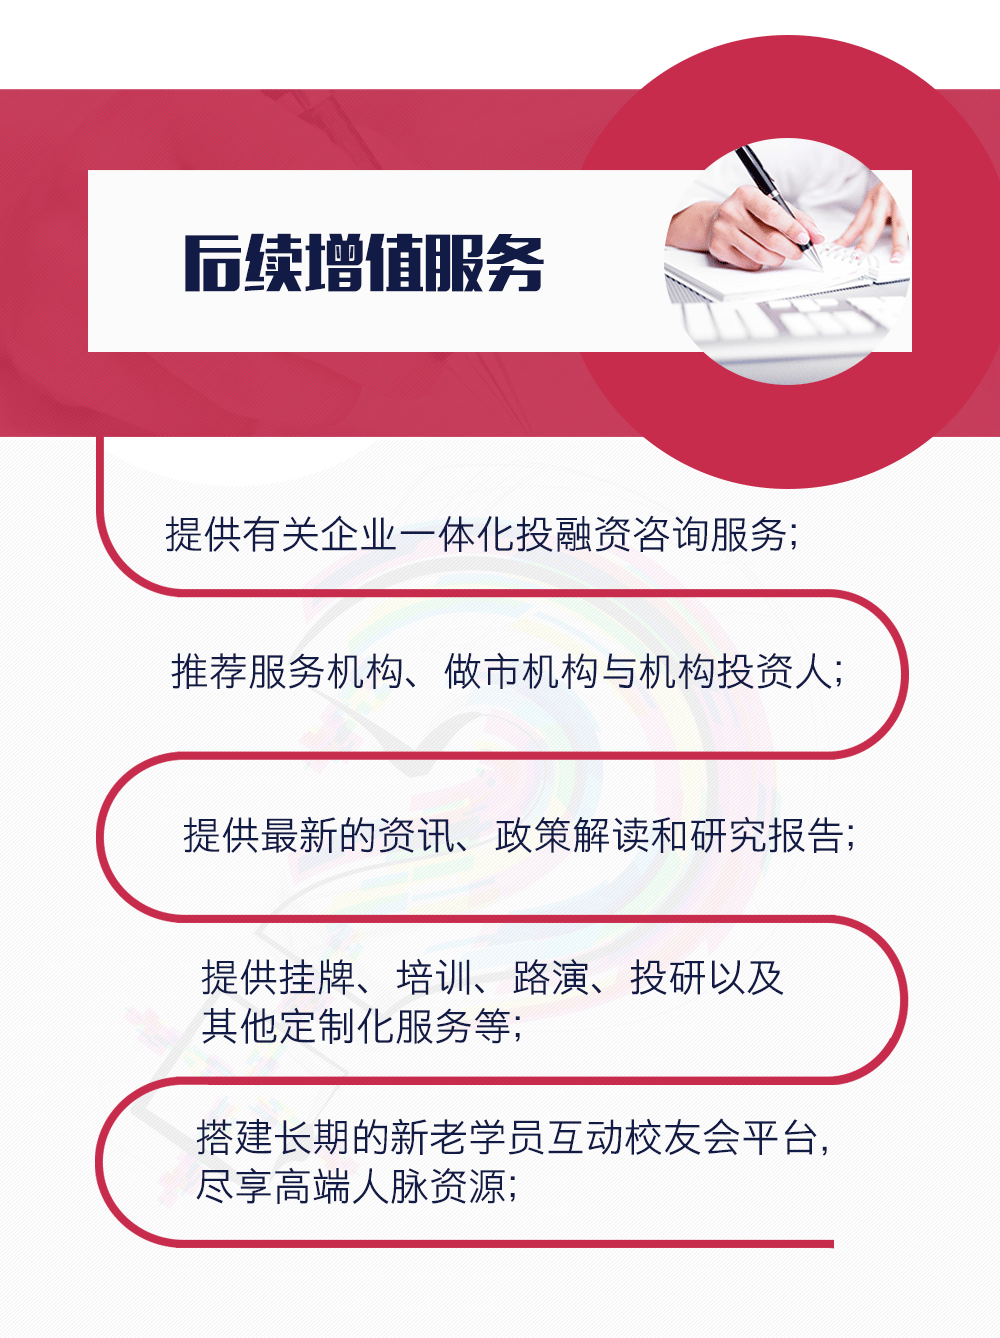 后续增值服务
提供有关企业一体化投融资咨询服务;
推荐服务机构、做市机构与机构投资人;
提供最新的资讯、政策解读和研究报告;
提供挂牌、培训、路演、投研以及
其他定制化服务等;
搭建长期的新老学员互动校友会平台,
尽享高端人脉资源;